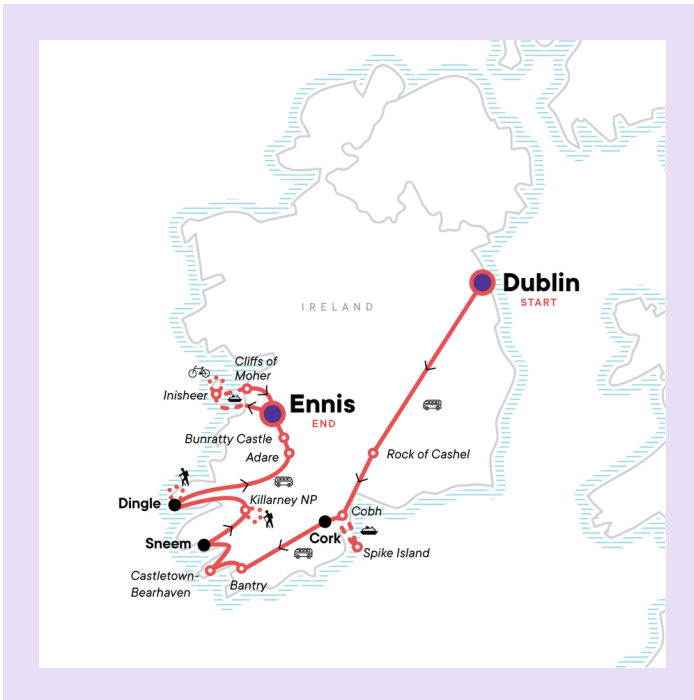 Dublin
START
IRELAND
Cliffs of
Moher
Inisheer
Ennis
END
Bunratty Castle
Adare
Rock of Cashel
Dingle
Killarney NP
Cobh
Cork
Sneem
Spike Island
Castletown-
Bearhaven
Bantry